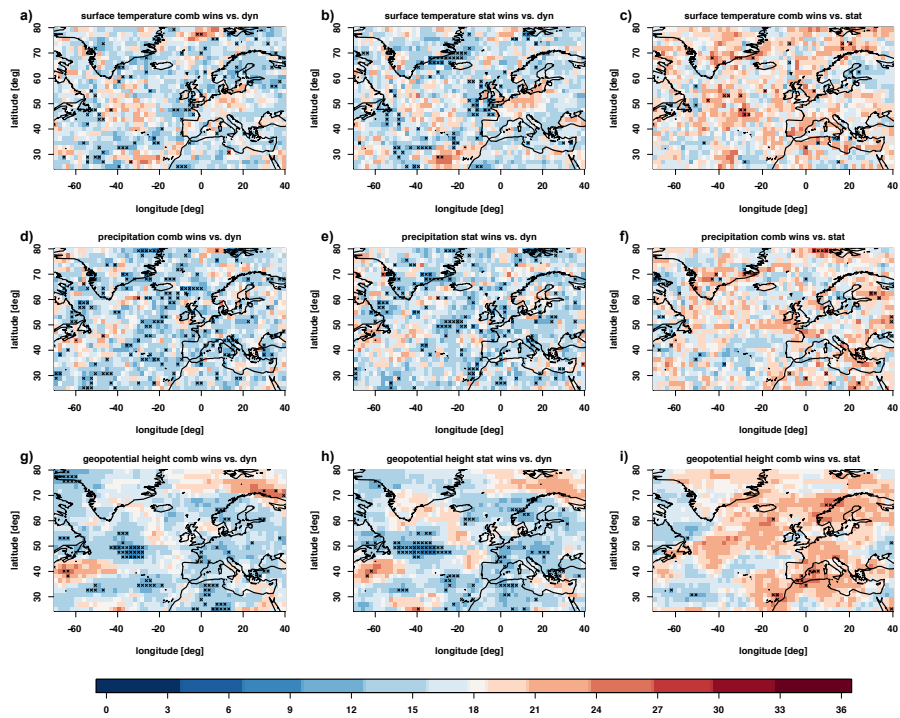 a) surface temperature comb wins vs. dyn
b) surface temperature stat wins vs. dyn
c) surface temperature comb wins vs. stat
latitude [deg]
30 40 50 60 70 80
-60 -40 -20 0 20 40
longitude [deg]
latitude [deg]
30 40 50 60 70 80
-60 -40 -20 0 20 40
longitude [deg]
latitude [deg]
30 40 50 60 70 80
-60 -40 -20 0 20 40
longitude [deg]
d) precipitation comb wins vs. dyn
e) precipitation stat wins vs. dyn
f) precipitation comb wins vs. stat
latitude [deg]
30 40 50 60 70 80
-60 -40 -20 0 20 40
longitude [deg]
latitude [deg]
30 40 50 60 70 80
-60 -40 -20 0 20 40
longitude [deg]
latitude [deg]
30 40 50 60 70 80
-60 -40 -20 0 20 40
longitude [deg]
g) geopotential height comb wins vs. dyn
h) geopotential height stat wins vs. dyn
i) geopotential height comb wins vs. stat
latitude [deg]
30 40 50 60 70 80
-60 -40 -20 0 20 40
longitude [deg]
latitude [deg]
30 40 50 60 70 80
-60 -40 -20 0 20 40
longitude [deg]
latitude [deg]
30 40 50 60 70 80
-60 -40 -20 0 20 40
longitude [deg]
0 3 6 9 12 15 18 21 24 27 30 33 36